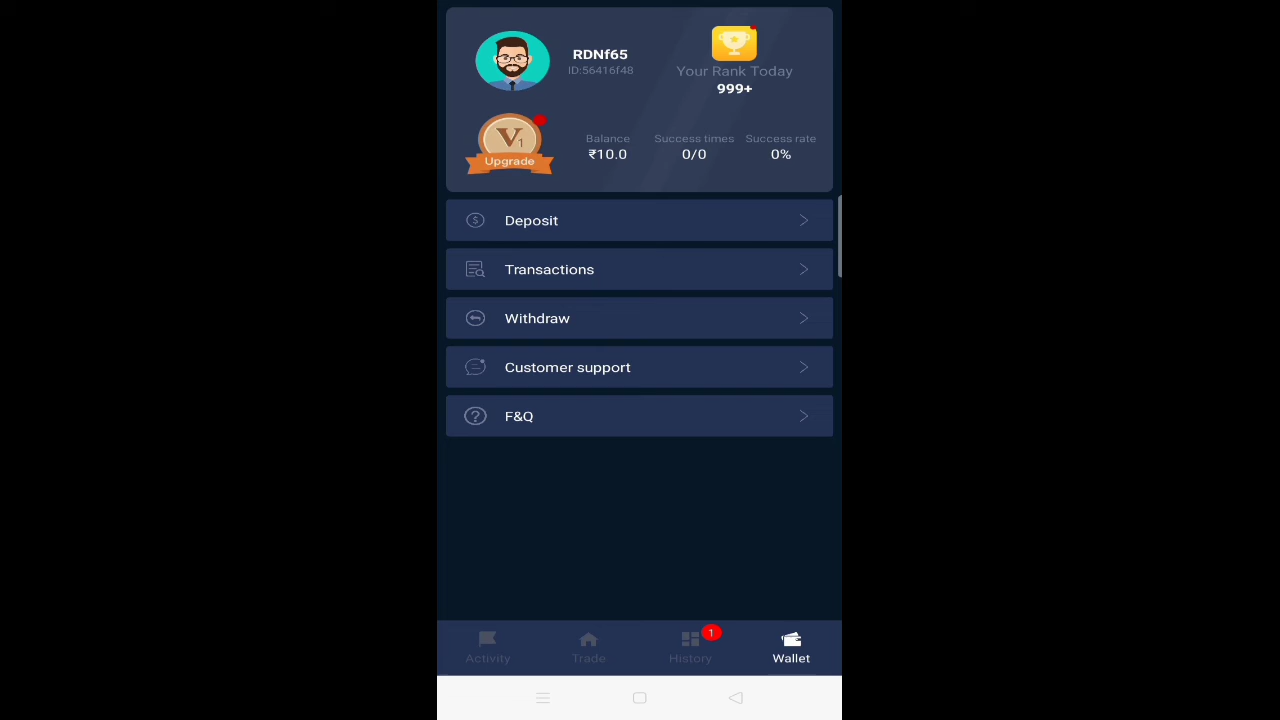 RDNf65
ID:56416f48
Your Rank Today
999+
V1
Upgrade
Balance
₹10.0
Success times
0/0
Success rate
0%
Deposit
Transactions
Withdraw
Customer support
F&Q
Activity
Trade
1
History
Wallet